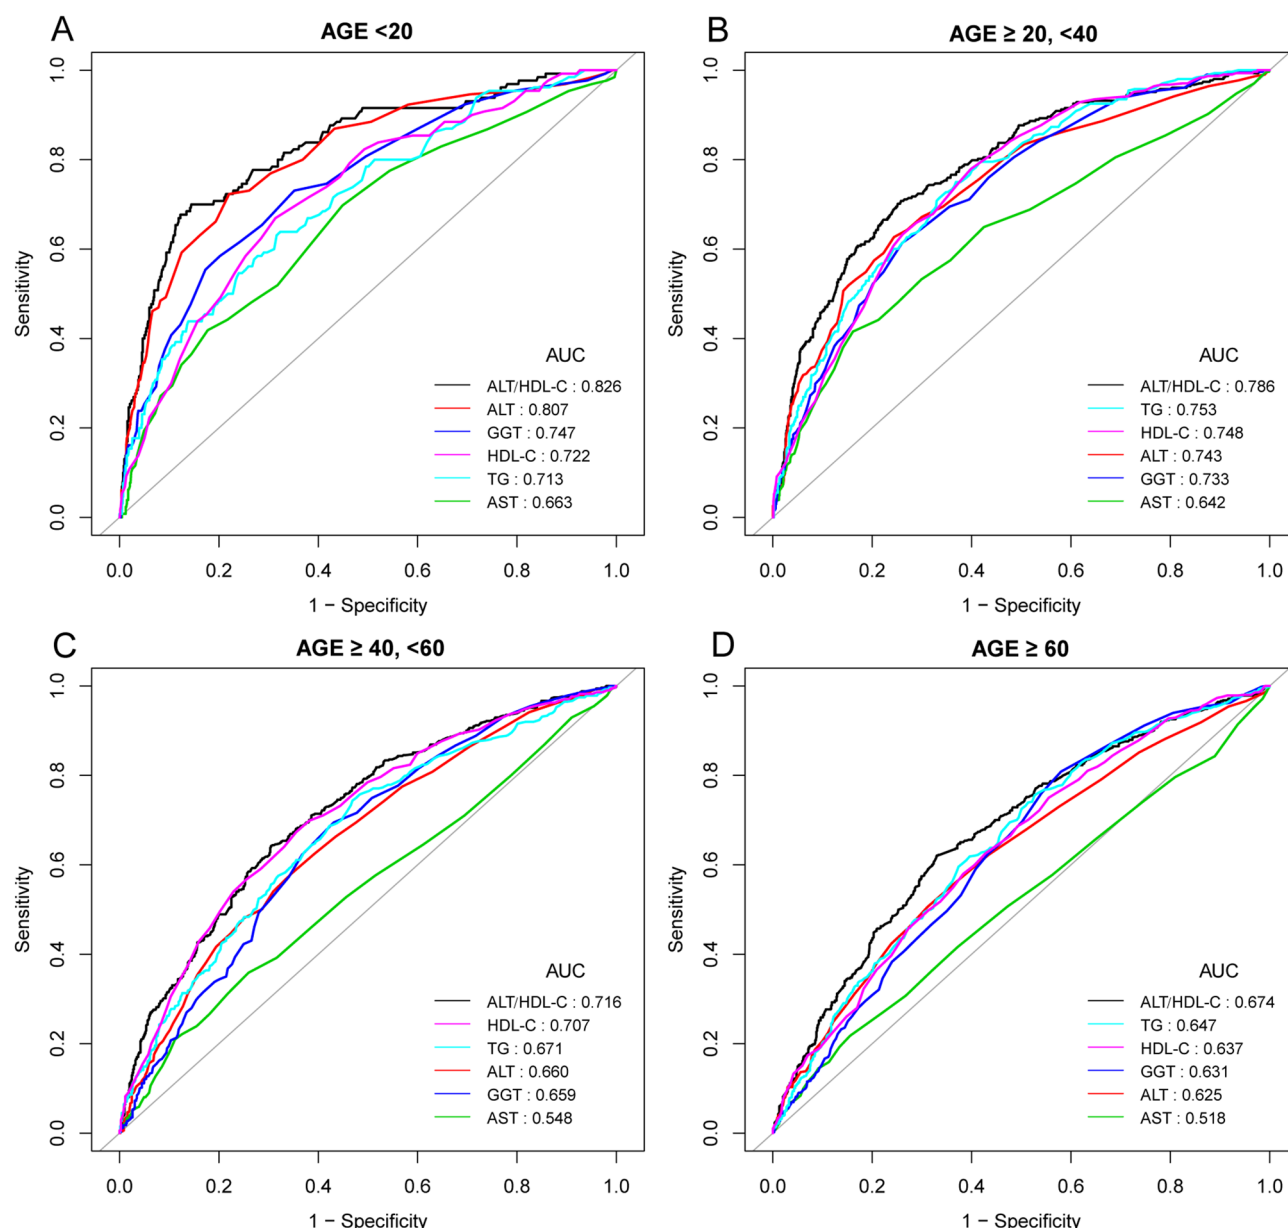 A
AGE <20
1.0
0.8
0.6
0.4
0.2
0.0
Sensitivity
AUC
ALT/HDL-C : 0.826
ALT : 0.807
GGT : 0.747
HDL-C : 0.722
TG : 0.713
AST : 0.663
0.0 0.2 0.4 0.6 0.8 1.0
1 − Specificity
B
AGE ≥ 20, <40
1.0
0.8
0.6
0.4
0.2
0.0
Sensitivity
AUC
ALT/HDL-C : 0.786
TG : 0.753
HDL-C : 0.748
ALT : 0.743
GGT : 0.733
AST : 0.642
0.0 0.2 0.4 0.6 0.8 1.0
1 − Specificity
C
AGE ≥ 40, <60
1.0
0.8
0.6
0.4
0.2
0.0
Sensitivity
AUC
ALT/HDL-C : 0.716
HDL-C : 0.707
TG : 0.671
ALT : 0.660
GGT : 0.659
AST : 0.548
0.0 0.2 0.4 0.6 0.8 1.0
1 − Specificity
D
AGE ≥ 60
1.0
0.8
0.6
0.4
0.2
0.0
Sensitivity
AUC
ALT/HDL-C : 0.674
TG : 0.647
HDL-C : 0.637
GGT : 0.631
ALT : 0.625
AST : 0.518
0.0 0.2 0.4 0.6 0.8 1.0
1 − Specificity